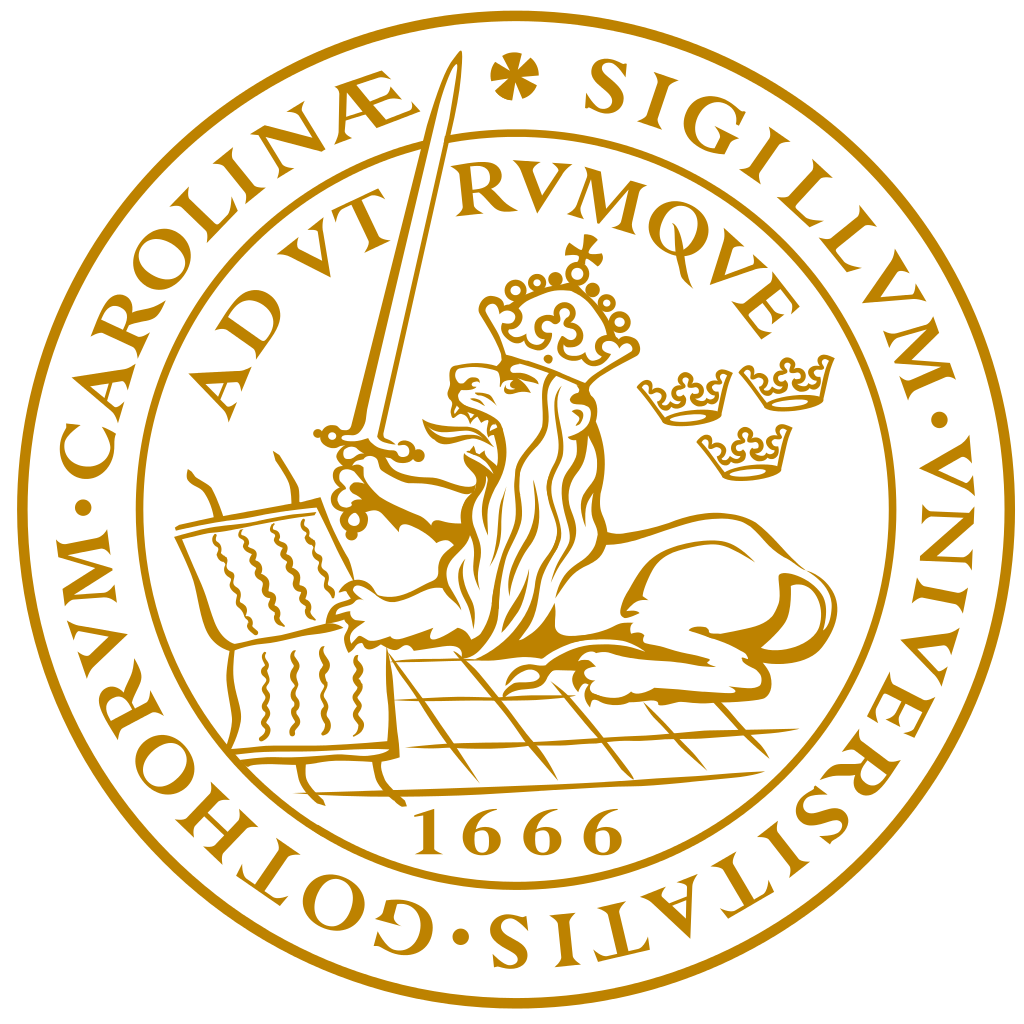 * SIGILLVM · VNIVERSITATIS · GOTHORVM · CAROLINÆ
AD VTRVMQVE
1666